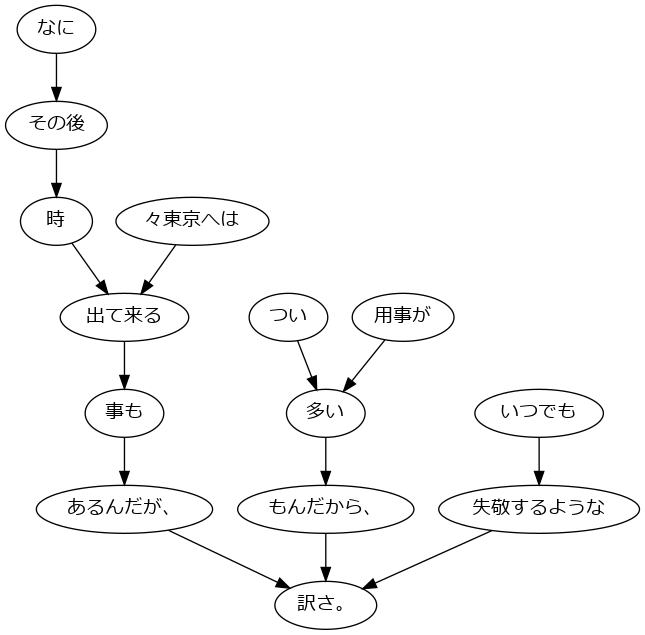 なに
その後
時
々東京へは
出て来る
つい
用事が
事も
多い
いつでも
あるんだが、
もんだから、
失敬するような
訳さ。